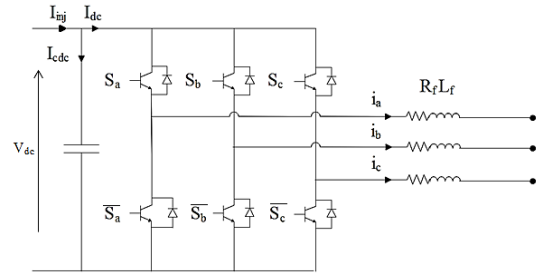 I_inj I_dc
I_cdc
S_a S_b S_c
R_f L_f
i_a
V_dc
i_b
i_c
S̅_a S̅_b S̅_c